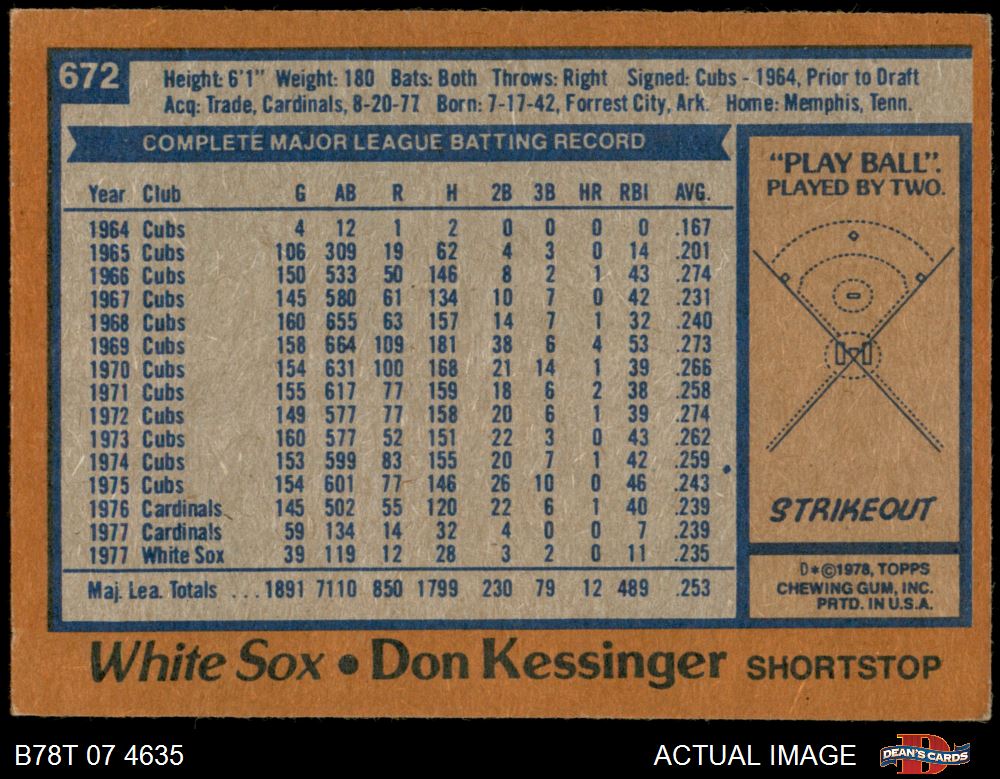 672
Height: 6'1" Weight: 180 Bats: Both Throws: Right Signed: Cubs - 1964, Prior to Draft
Acq: Trade, Cardinals, 8-20-77 Born: 7-17-42, Forrest City, Ark. Home: Memphis, Tenn.
COMPLETE MAJOR LEAGUE BATTING RECORD
Year Club G AB R H 2B 3B HR RBI AVG.
1964 Cubs 4 12 1 2 0 0 0 0 .167
1965 Cubs 106 309 19 62 4 3 0 14 .201
1966 Cubs 150 533 50 146 8 2 1 43 .274
1967 Cubs 145 580 61 134 10 7 0 42 .231
1968 Cubs 160 655 63 157 14 7 1 32 .240
1969 Cubs 158 664 109 181 38 6 4 53 .273
1970 Cubs 154 631 100 168 21 14 1 39 .266
1971 Cubs 155 617 77 159 18 6 2 38 .258
1972 Cubs 149 577 77 158 20 6 1 39 .274
1973 Cubs 160 577 52 151 22 3 0 43 .262
1974 Cubs 153 599 83 155 20 7 1 42 .259
1975 Cubs 154 601 77 146 26 10 0 46 .243
1976 Cardinals 145 502 55 120 22 6 1 40 .239
1977 Cardinals 59 134 14 32 4 0 0 7 .239
1977 White Sox 39 119 12 28 3 2 0 11 .235
Maj. Lea. Totals ... 1891 7110 850 1799 230 79 12 489 .253
"PLAY BALL".
PLAYED BY TWO.
STRIKEOUT
D*©1978, TOPPS
CHEWING GUM, INC.
PRTD. IN U.S.A.
White Sox • Don Kessinger SHORTSTOP
B78T 07 4635 ACTUAL IMAGE DEAN'S CARDS